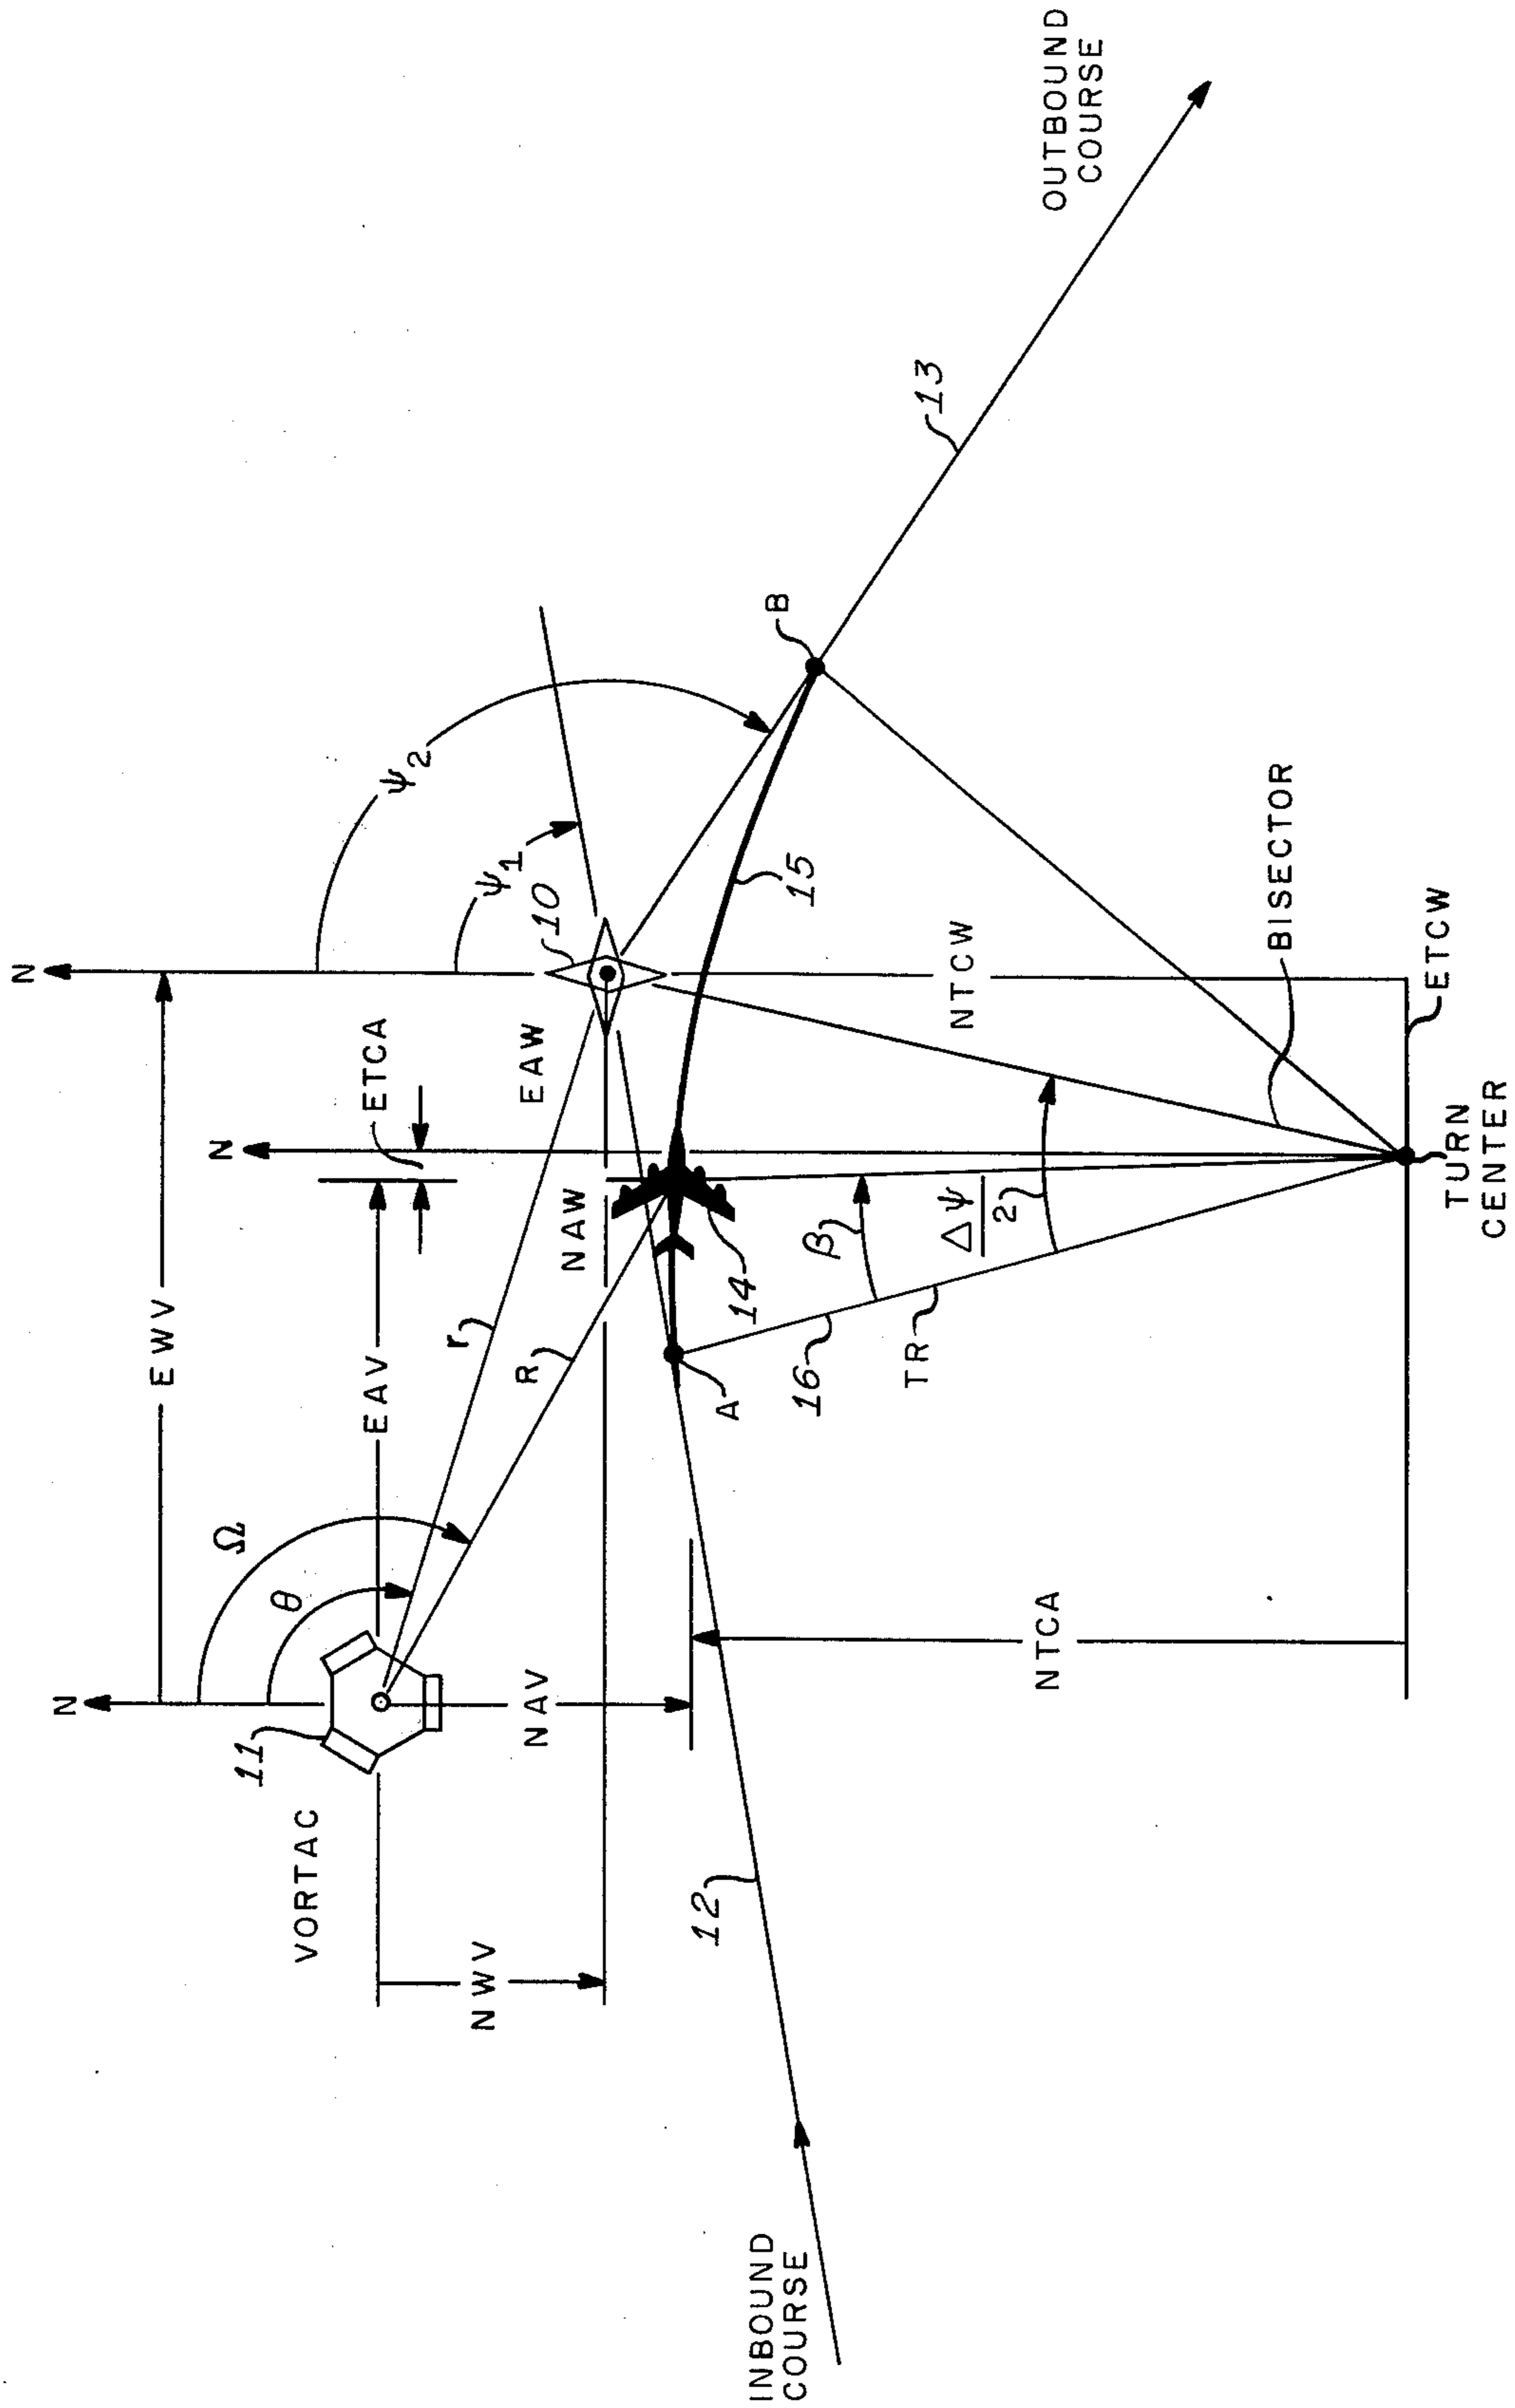 N
N
N
EWV
ETCA
EAV
Ω
θ
11
VORTAC
NWV
NAV
r
R
EAW
NAW
ψ2
ψ1
10
B
OUTBOUND
COURSE
13
15
14
A
12
16
TR
β
Δψ
2
NTCW
NTCA
BISECTOR
ETCW
TURN
CENTER
INBOUND
COURSE